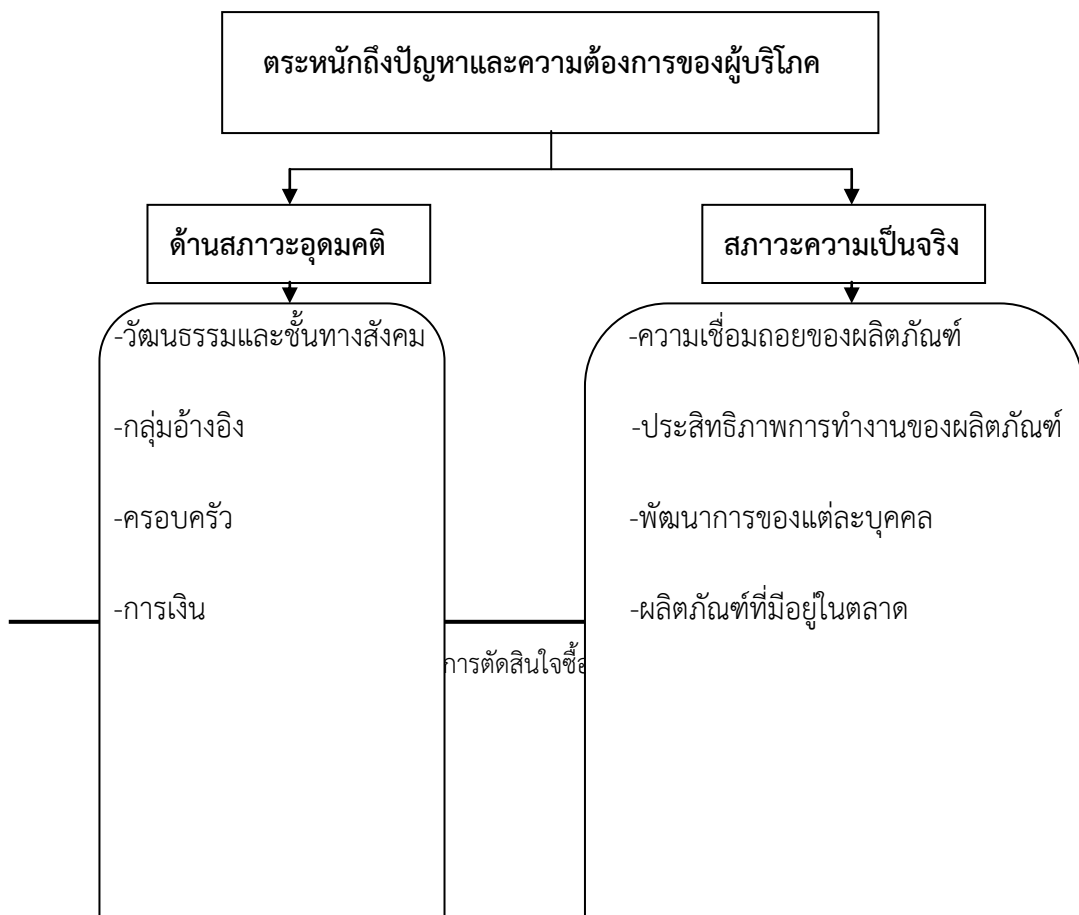 ตระหนักถึงปัญหาและความต้องการของผู้บริโภค
ด้านสภาวะอุดมคติ
สภาวะความเป็นจริง
-วัฒนธรรมและชั้นทางสังคม
-กลุ่มอ้างอิง
-ครอบครัว
-การเงิน
-ความเชื่อมถอยของผลิตภัณฑ์
-ประสิทธิภาพการทำงานของผลิตภัณฑ์
-พัฒนาการของแต่ละบุคคล
-ผลิตภัณฑ์ที่มีอยู่ในตลาด
การตัดสินใจซื้อ